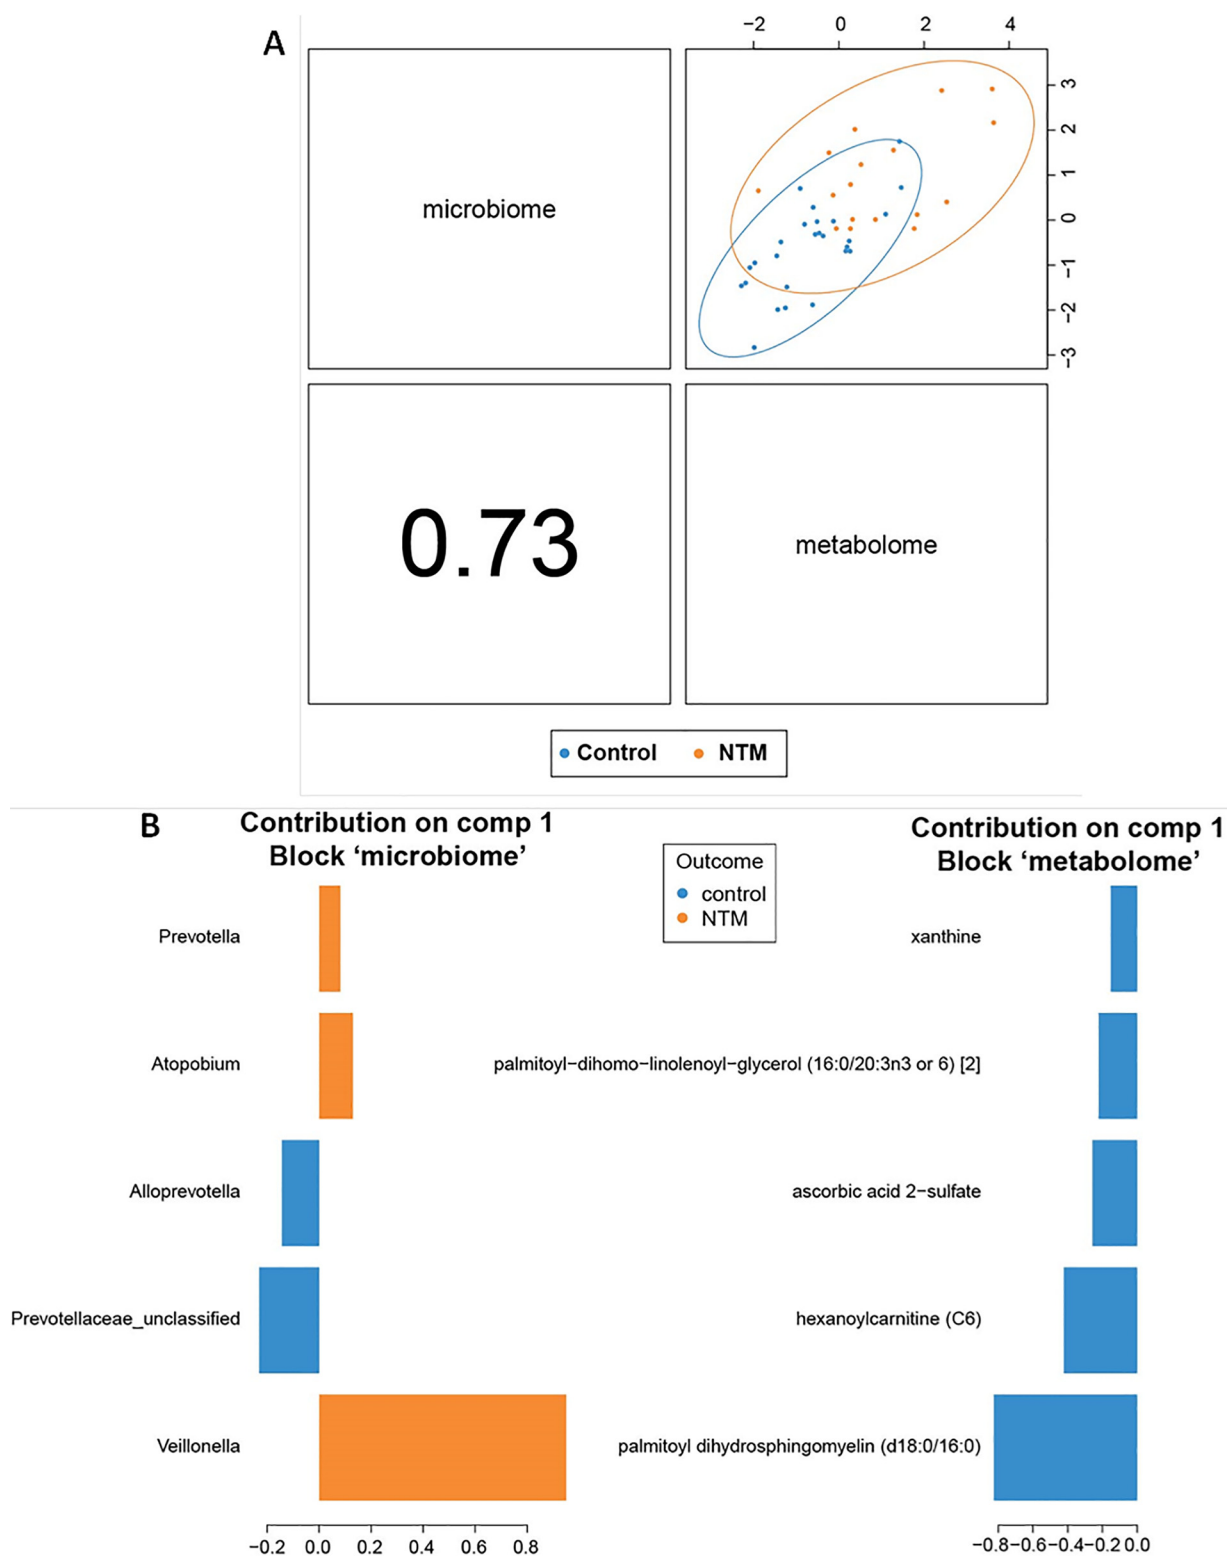 A
−2 0 2 4
microbiome
3
2
1
0
−1
−2
−3
0.73
metabolome
Control NTM
B
Contribution on comp 1
Block ‘microbiome’
Outcome
control
NTM
Contribution on comp 1
Block ‘metabolome’
Prevotella
Atopobium
Alloprevotella
Prevotellaceae_unclassified
Veillonella
−0.2 0.0 0.2 0.4 0.6 0.8
xanthine
palmitoyl−dihomo−linolenoyl−glycerol (16:0/20:3n3 or 6) [2]
ascorbic acid 2−sulfate
hexanoylcarnitine (C6)
palmitoyl dihydrosphingomyelin (d18:0/16:0)
−0.8−0.6−0.4−0.2 0.0